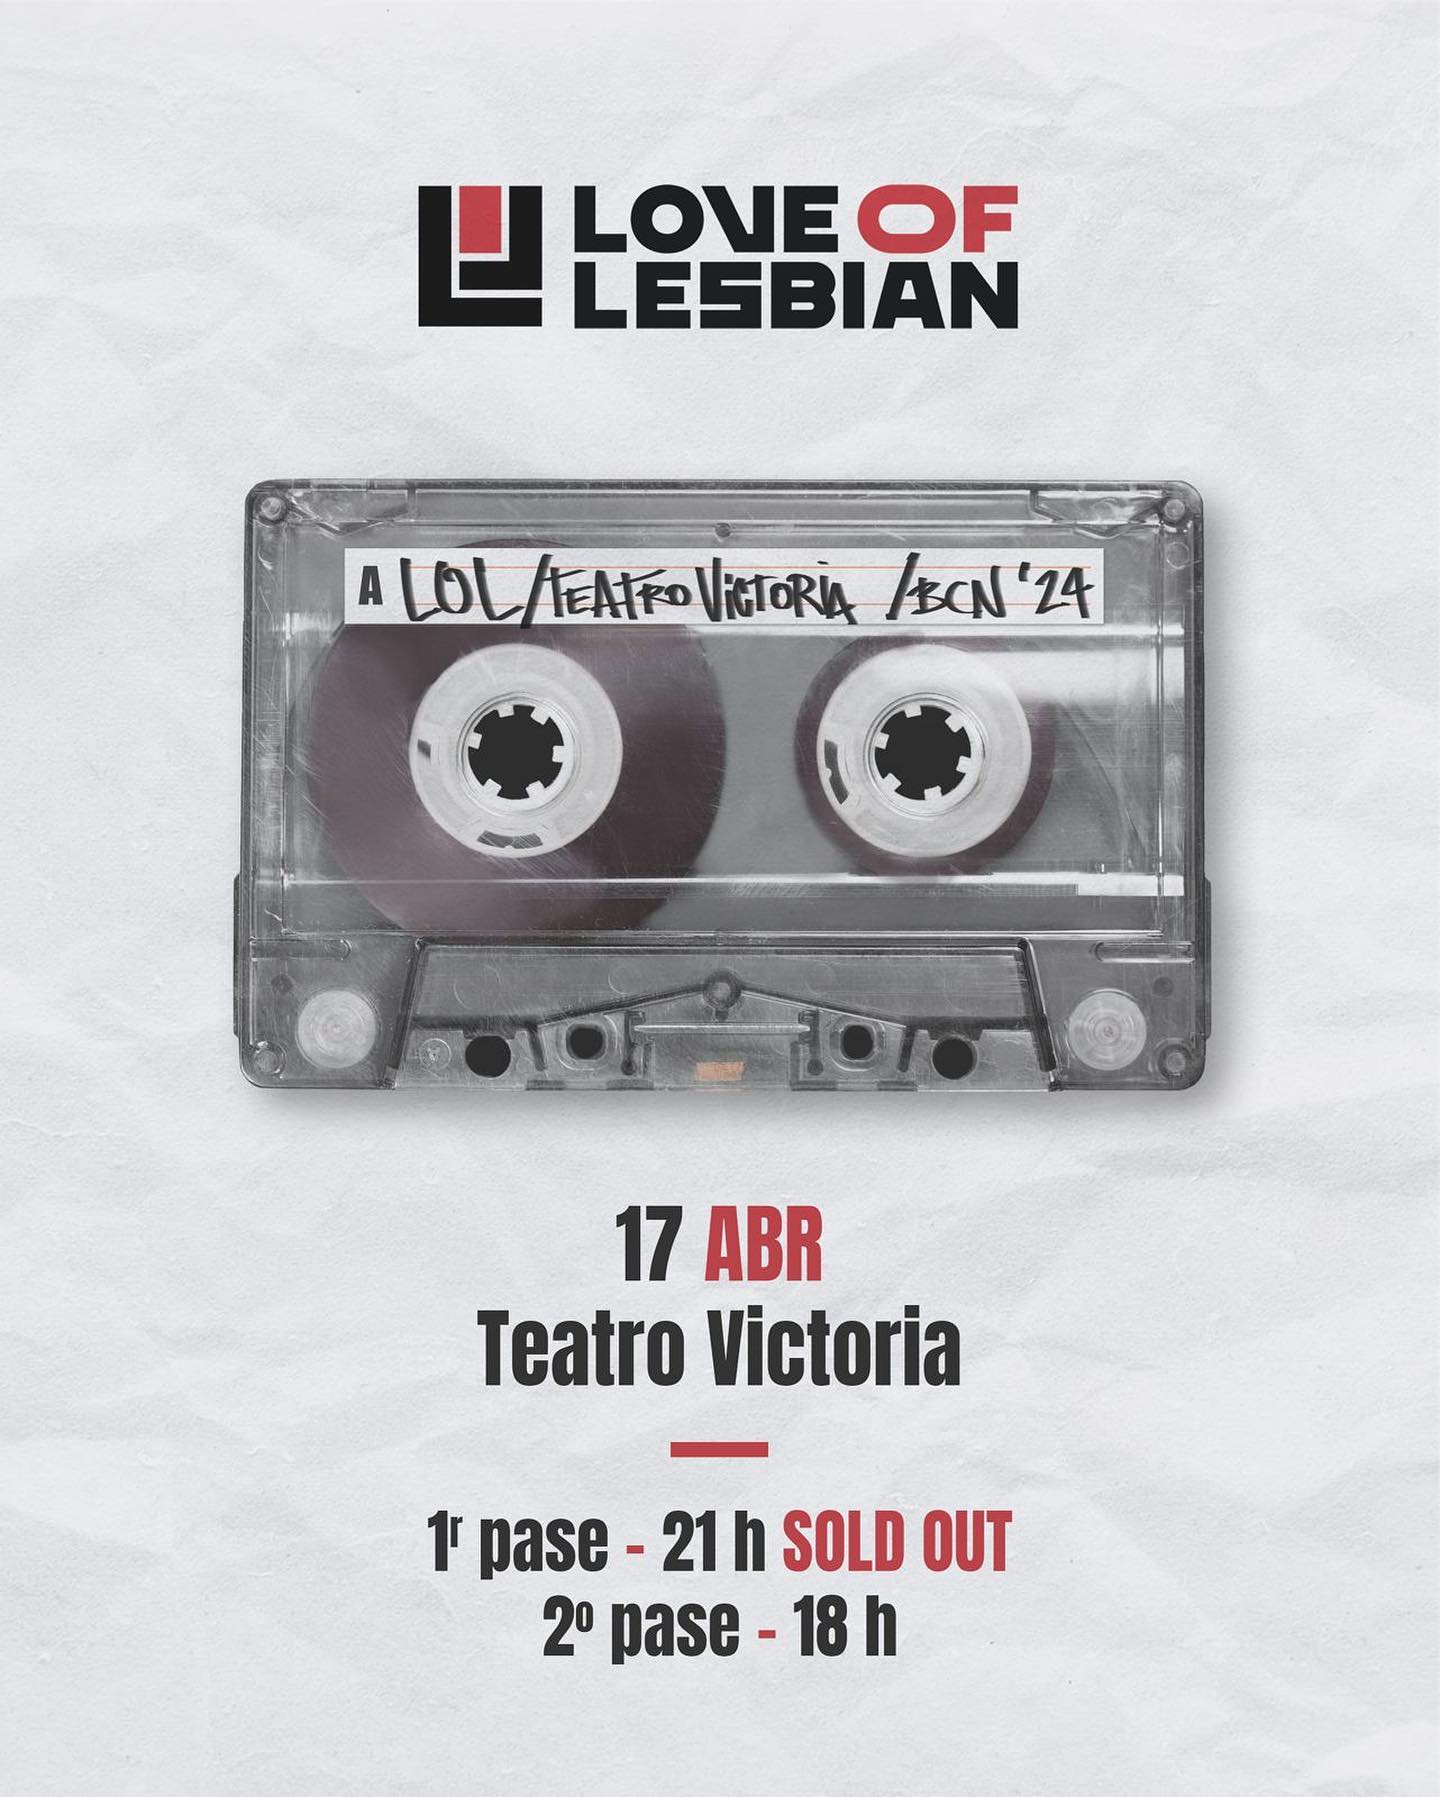 LOVE OF
LESBIAN
A LOL/TEATRO VICTORIA /BCN '24
17 ABR
Teatro Victoria
1r pase - 21 h SOLD OUT
2º pase - 18 h